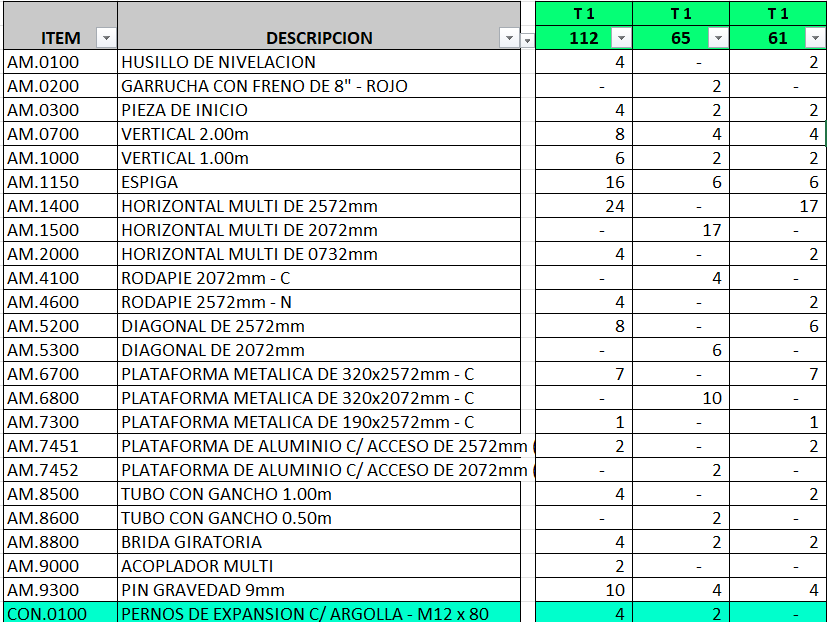 T 1 T 1 T 1
ITEM DESCRIPCION 112 65 61
AM.0100 HUSILLO DE NIVELACION 4 - 2
AM.0200 GARRUCHA CON FRENO DE 8" - ROJO - 2 -
AM.0300 PIEZA DE INICIO 4 2 2
AM.0700 VERTICAL 2.00m 8 4 4
AM.1000 VERTICAL 1.00m 6 2 2
AM.1150 ESPIGA 16 6 6
AM.1400 HORIZONTAL MULTI DE 2572mm 24 - 17
AM.1500 HORIZONTAL MULTI DE 2072mm - 17 -
AM.2000 HORIZONTAL MULTI DE 0732mm 4 - 2
AM.4100 RODAPIE 2072mm - C - 4 -
AM.4600 RODAPIE 2572mm - N 4 - 2
AM.5200 DIAGONAL DE 2572mm 8 - 6
AM.5300 DIAGONAL DE 2072mm - 6 -
AM.6700 PLATAFORMA METALICA DE 320x2572mm - C 7 - 7
AM.6800 PLATAFORMA METALICA DE 320x2072mm - C - 10 -
AM.7300 PLATAFORMA METALICA DE 190x2572mm - C 1 - 1
AM.7451 PLATAFORMA DE ALUMINIO C/ ACCESO DE 2572mm ( 2 - 2
AM.7452 PLATAFORMA DE ALUMINIO C/ ACCESO DE 2072mm ( - 2 -
AM.8500 TUBO CON GANCHO 1.00m 4 - 2
AM.8600 TUBO CON GANCHO 0.50m - 2 -
AM.8800 BRIDA GIRATORIA 4 2 2
AM.9000 ACOPLADOR MULTI 2 - -
AM.9300 PIN GRAVEDAD 9mm 10 4 4
CON.0100 PERNOS DE EXPANSION C/ ARGOLLA - M12 x 80 4 2 -